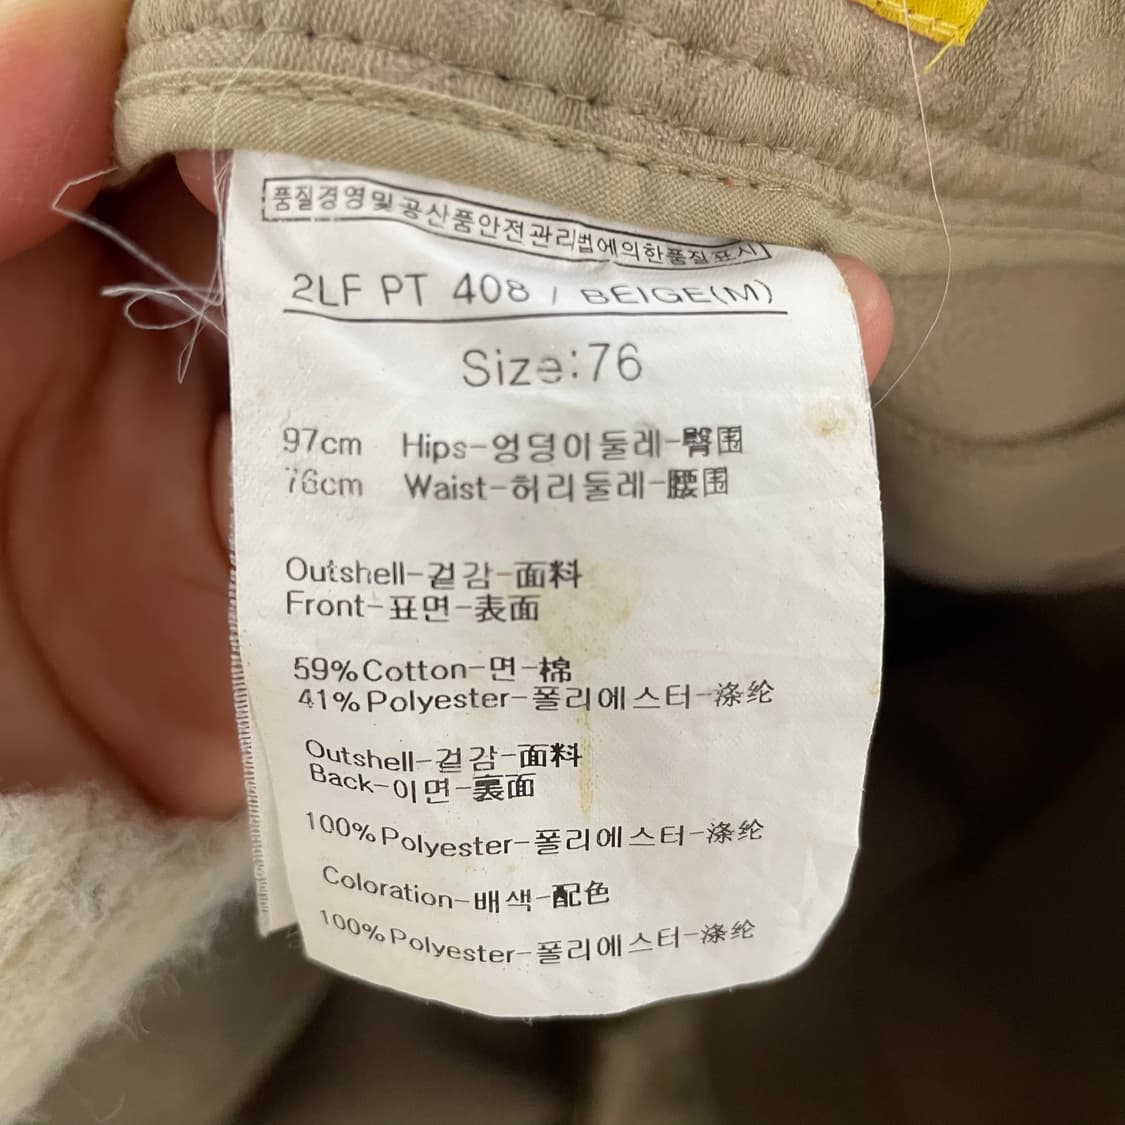 품질경영및공산품안전관리법에의한품질표시
2LF PT 408 / BEIGE(M)
Size:76
97cm Hips-엉덩이둘레-臀围
76cm Waist-허리둘레-腰围
Outshell-겉감-面料
Front-표면-表面
59%Cotton-면-棉
41%Polyester-폴리에스터-涤纶
Outshell-겉감-面料
Back-이면-裏面
100%Polyester-폴리에스터-涤纶
Coloration-배색-配色
100%Polyester-폴리에스터-涤纶